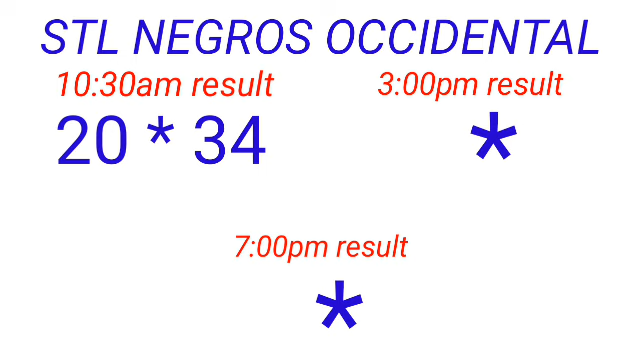 STL NEGROS OCCIDENTAL
10:30am result 3:00pm result
20 * 34 *
7:00pm result
*